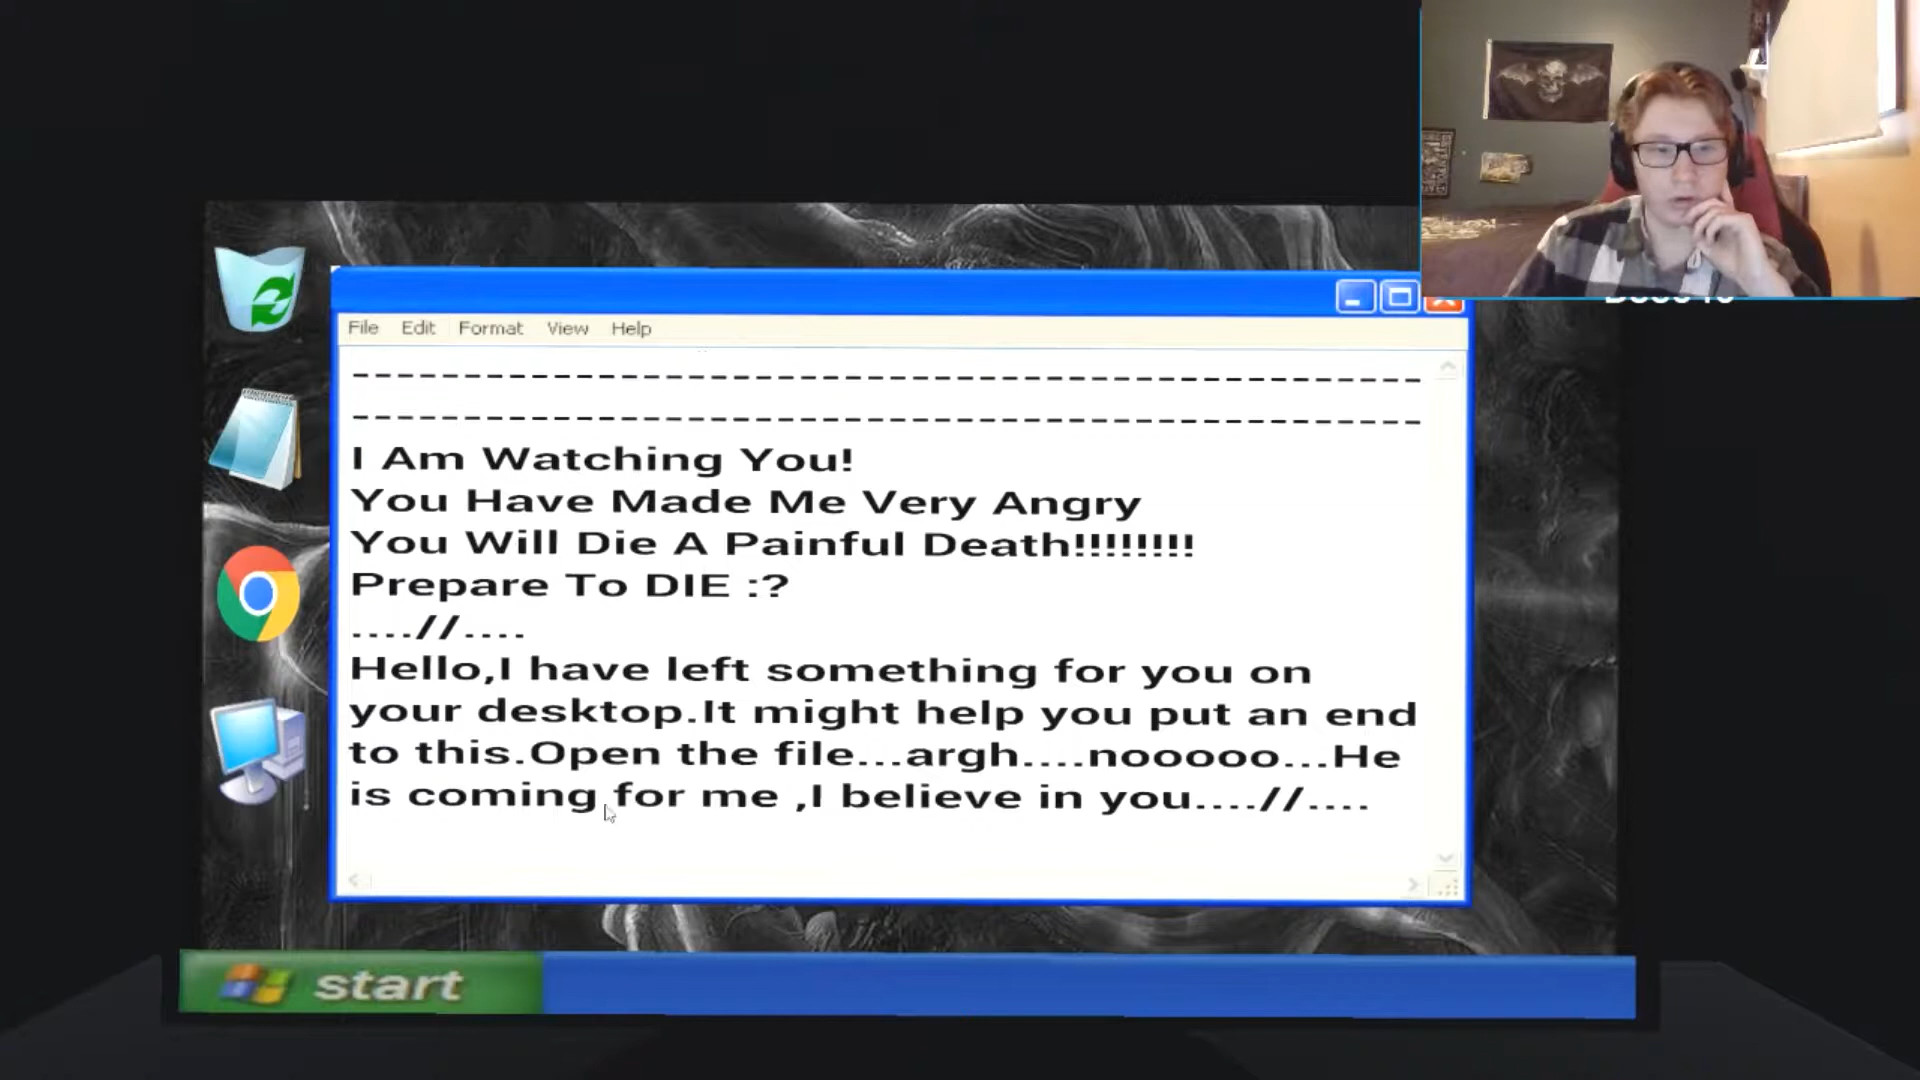 File Edit Format View Help
------------------------------------------------
------------------------------------------------
I Am Watching You!
You Have Made Me Very Angry
You Will Die A Painful Death!!!!!!!!
Prepare To DIE :?
....//....
Hello,I have left something for you on
your desktop.It might help you put an end
to this.Open the file...argh....nooooo...He
is coming for me ,I believe in you....//....
start